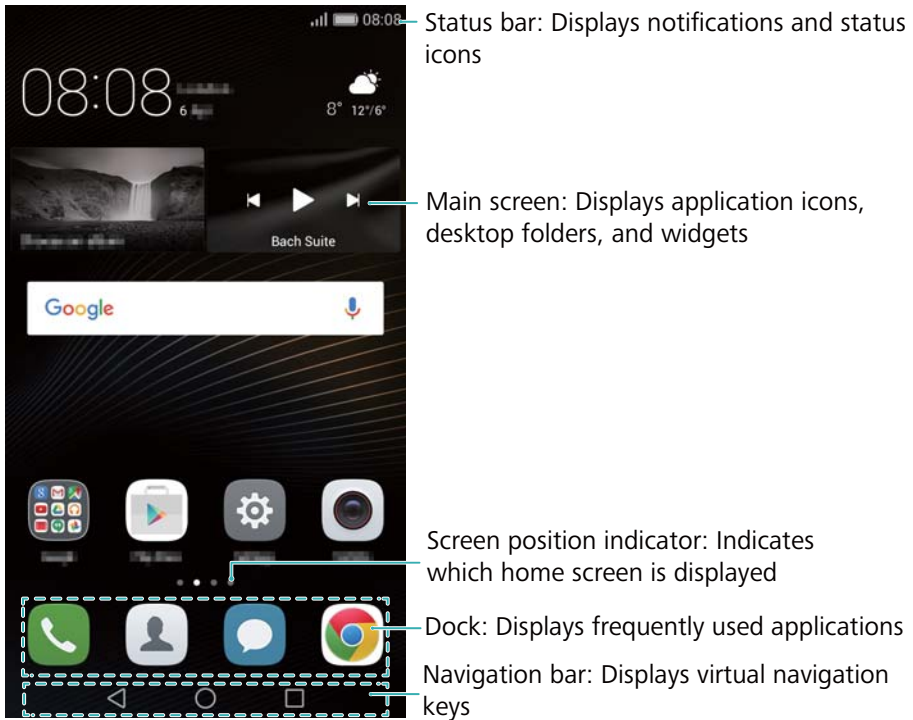 08:08
Status bar: Displays notifications and status
icons
08:08
6
8° 12°/6°
Main screen: Displays application icons,
desktop folders, and widgets
Bach Suite
Google
Screen position indicator: Indicates
which home screen is displayed
Dock: Displays frequently used applications
Navigation bar: Displays virtual navigation
keys